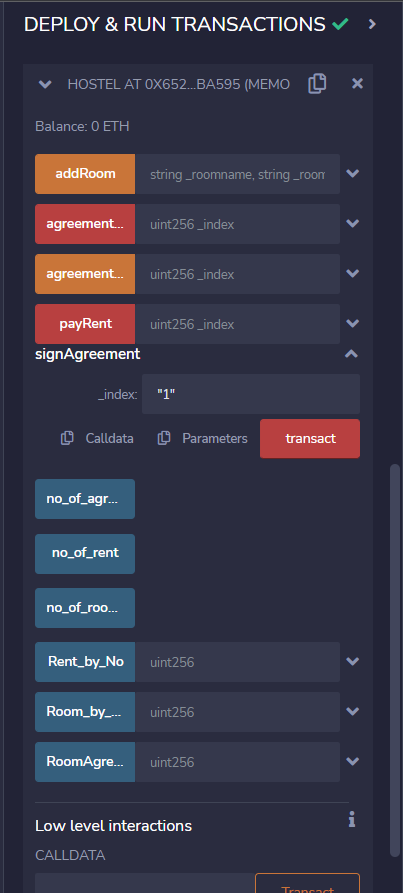 DEPLOY & RUN TRANSACTIONS
HOSTEL AT 0X652...BA595 (MEMO
Balance: 0 ETH
addRoom string _roomname, string _room
agreement... uint256 _index
agreement... uint256 _index
payRent uint256 _index
signAgreement
_index: "1"
Calldata Parameters transact
no_of_agr...
no_of_rent
no_of_roo...
Rent_by_No uint256
Room_by_... uint256
RoomAgre... uint256
Low level interactions
CALLDATA
Transact